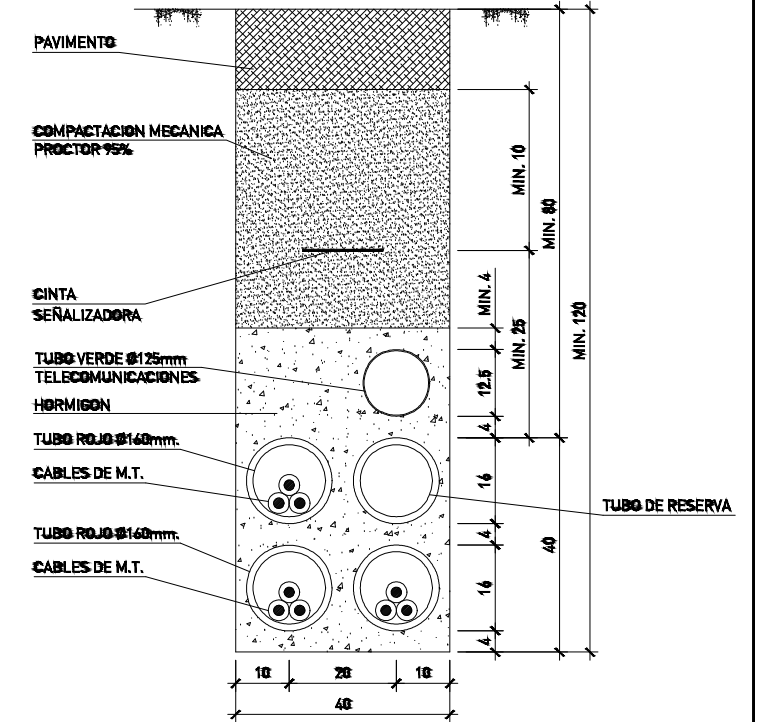 PAVIMENTO
COMPACTACION MECANICA
PROCTOR 95%
CINTA
SEÑALIZADORA
TUBO VERDE Ø125mm
TELECOMUNICACIONES
HORMIGON
TUBO ROJO Ø160mm.
CABLES DE M.T.
TUBO ROJO Ø160mm.
CABLES DE M.T.
TUBO DE RESERVA
MIN. 10
MIN. 80
MIN. 4
MIN. 25
MIN. 120
12.5
4
16
4
40
16
4
10
20
10
40